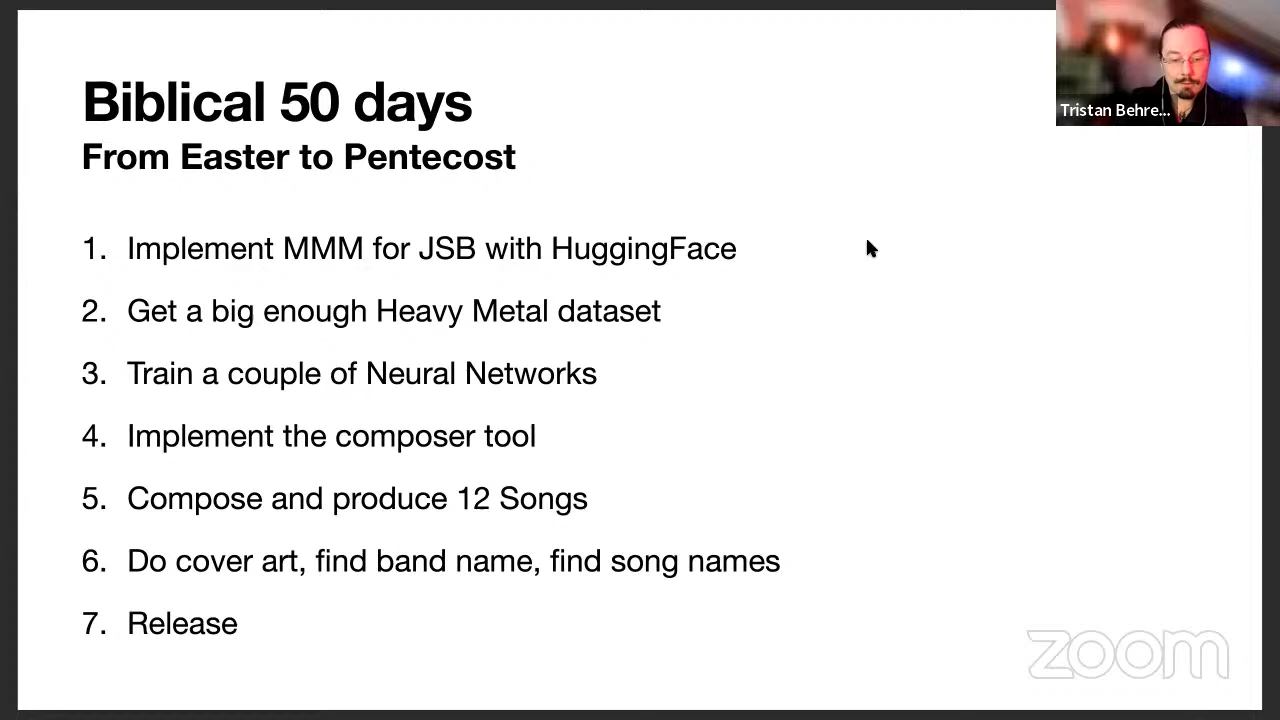 Biblical 50 days
From Easter to Pentecost
1. Implement MMM for JSB with HuggingFace
2. Get a big enough Heavy Metal dataset
3. Train a couple of Neural Networks
4. Implement the composer tool
5. Compose and produce 12 Songs
6. Do cover art, find band name, find song names
7. Release
Tristan Behre...
zoom